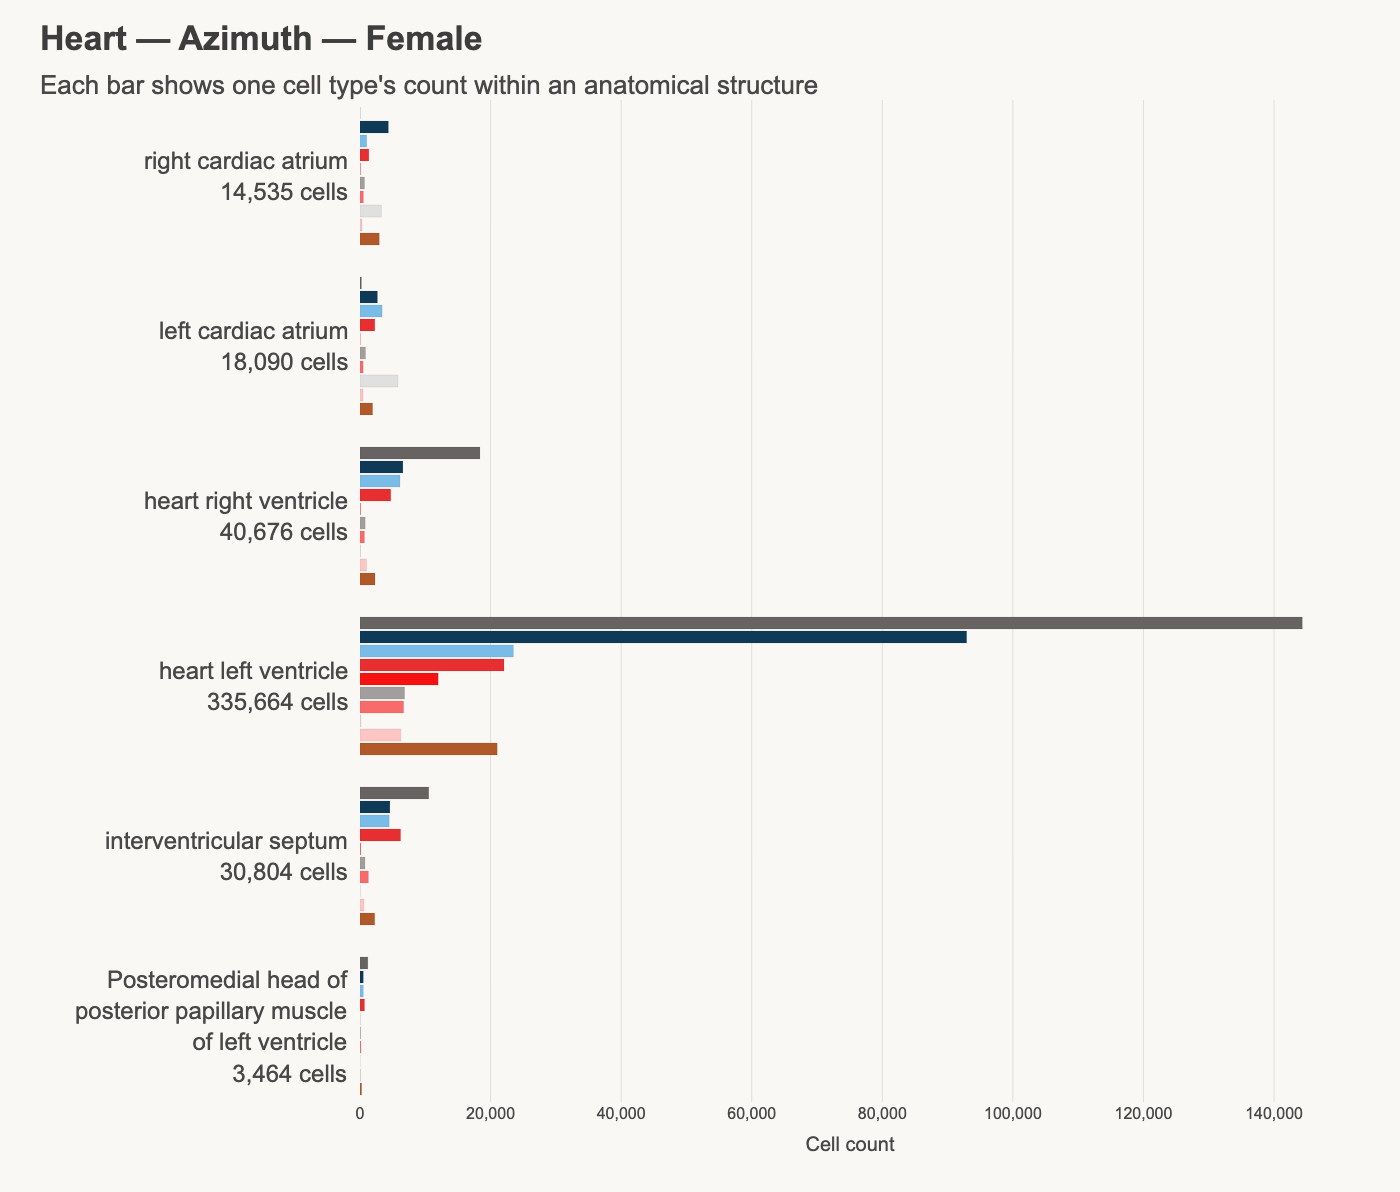 Heart — Azimuth — Female
Each bar shows one cell type's count within an anatomical structure
right cardiac atrium
14,535 cells
left cardiac atrium
18,090 cells
heart right ventricle
40,676 cells
heart left ventricle
335,664 cells
interventricular septum
30,804 cells
Posteromedial head of
posterior papillary muscle
of left ventricle
3,464 cells
0 20,000 40,000 60,000 80,000 100,000 120,000 140,000
Cell count